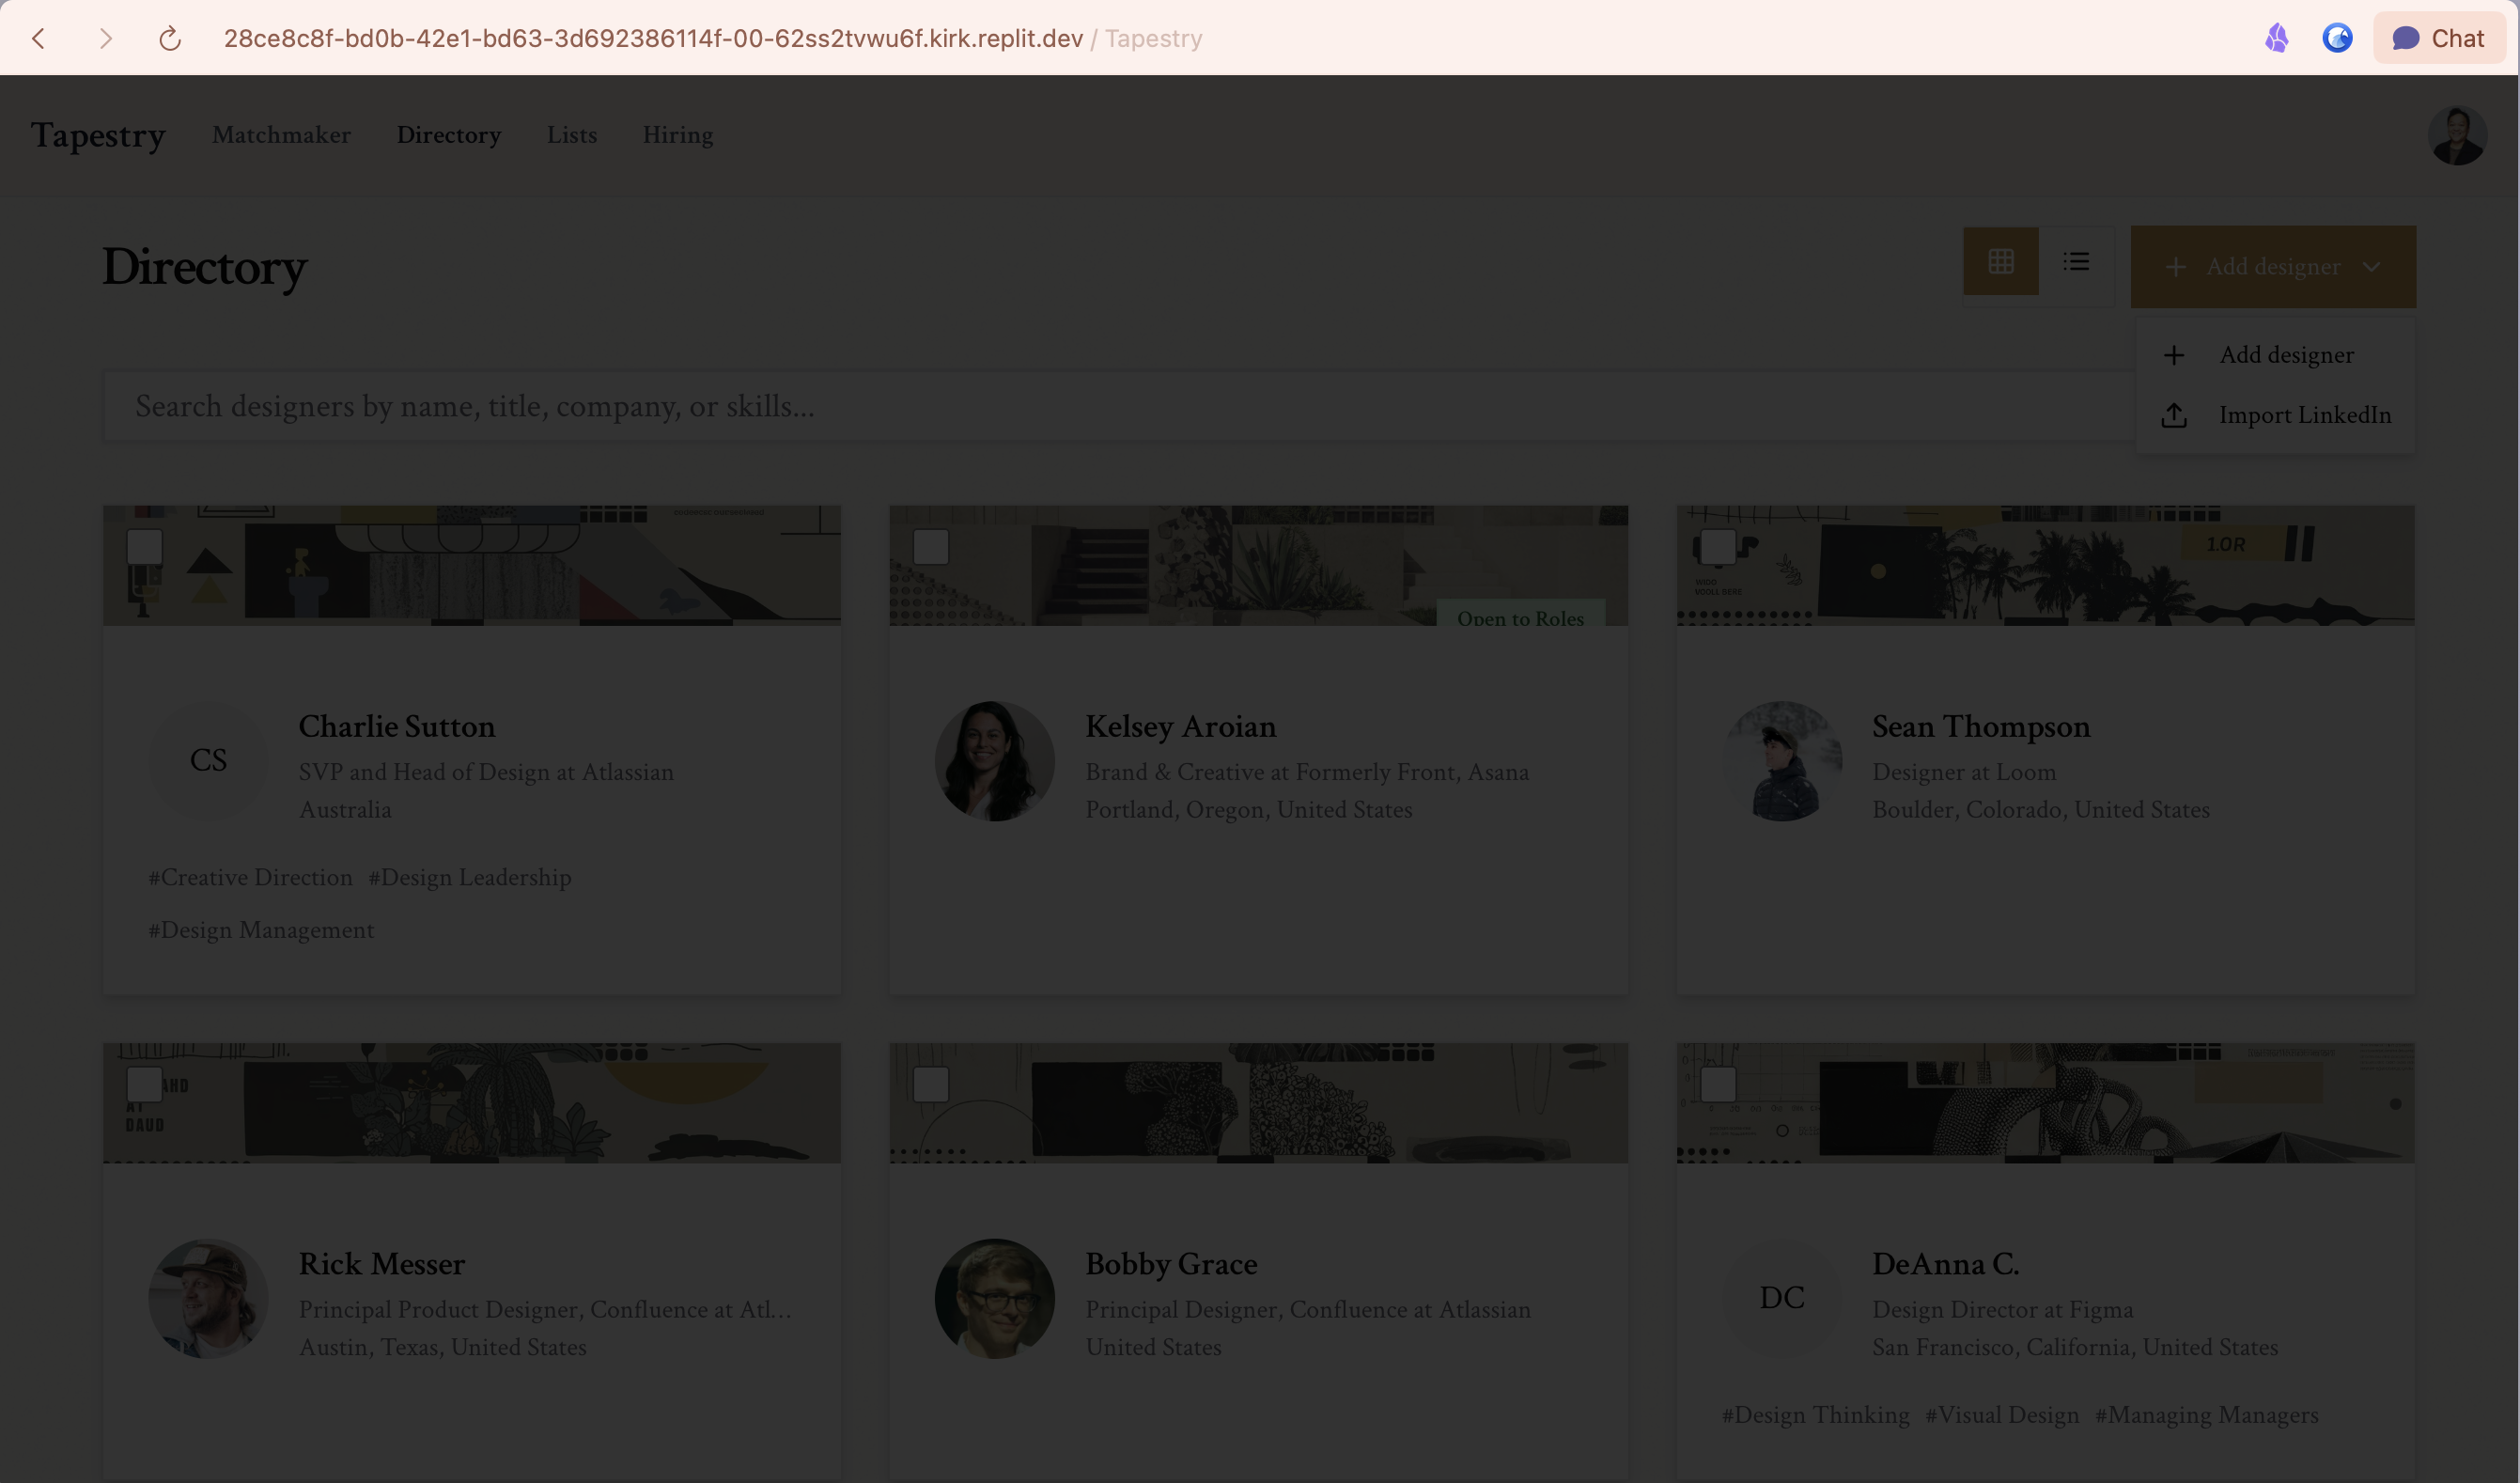 28ce8c8f-bd0b-42e1-bd63-3d692386114f-00-62ss2tvwu6f.kirk.replit.dev / Tapestry
Chat
Tapestry
Matchmaker
Directory
Lists
Hiring
Directory
Add designer
Add designer
Import LinkedIn
Search designers by name, title, company, or skills...
Open to Roles
1.OR
CS
Charlie Sutton
SVP and Head of Design at Atlassian
Australia
#Creative Direction #Design Leadership
#Design Management
Kelsey Aroian
Brand & Creative at Formerly Front, Asana
Portland, Oregon, United States
Sean Thompson
Designer at Loom
Boulder, Colorado, United States
DAUD
Rick Messer
Principal Product Designer, Confluence at Atl...
Austin, Texas, United States
Bobby Grace
Principal Designer, Confluence at Atlassian
United States
DC
DeAnna C.
Design Director at Figma
San Francisco, California, United States
#Design Thinking #Visual Design #Managing Managers